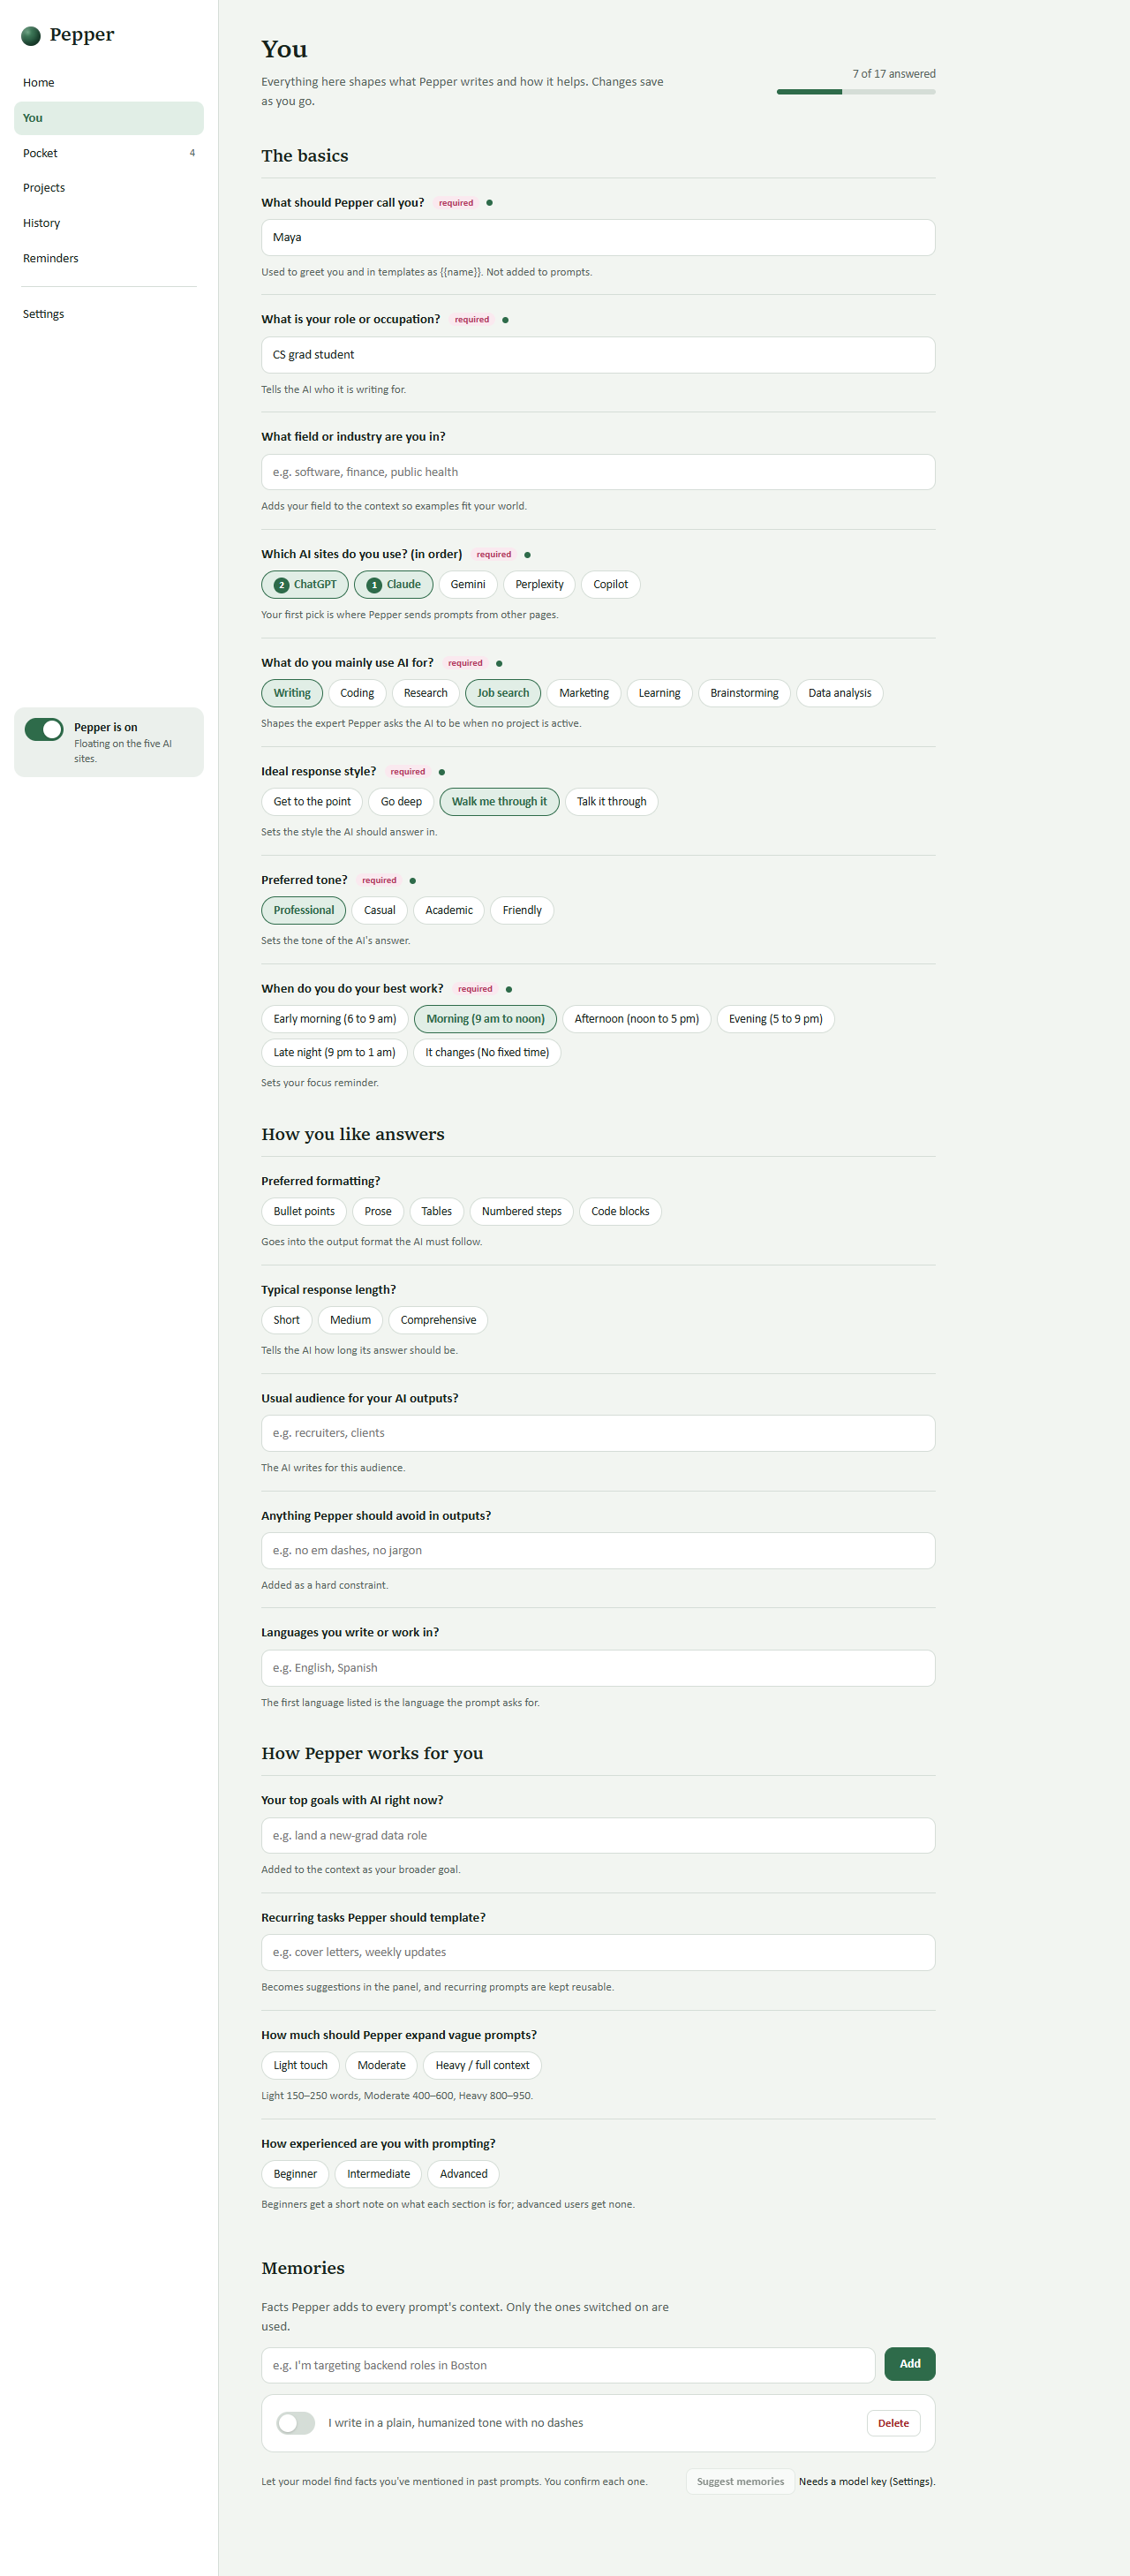 Pepper
Home
You
Pocket 4
Projects
History
Reminders
Settings
Pepper is on
Floating on the five AI
sites.
You
Everything here shapes what Pepper writes and how it helps. Changes save
as you go.
7 of 17 answered
The basics
What should Pepper call you? required
Maya
Used to greet you and in templates as {{name}}. Not added to prompts.
What is your role or occupation? required
CS grad student
Tells the AI who it is writing for.
What field or industry are you in?
e.g. software, finance, public health
Adds your field to the context so examples fit your world.
Which AI sites do you use? (in order) required
2 ChatGPT 1 Claude Gemini Perplexity Copilot
Your first pick is where Pepper sends prompts from other pages.
What do you mainly use AI for? required
Writing Coding Research Job search Marketing Learning Brainstorming Data analysis
Shapes the expert Pepper asks the AI to be when no project is active.
Ideal response style? required
Get to the point Go deep Walk me through it Talk it through
Sets the style the AI should answer in.
Preferred tone? required
Professional Casual Academic Friendly
Sets the tone of the AI's answer.
When do you do your best work? required
Early morning (6 to 9 am) Morning (9 am to noon) Afternoon (noon to 5 pm) Evening (5 to 9 pm)
Late night (9 pm to 1 am) It changes (No fixed time)
Sets your focus reminder.
How you like answers
Preferred formatting?
Bullet points Prose Tables Numbered steps Code blocks
Goes into the output format the AI must follow.
Typical response length?
Short Medium Comprehensive
Tells the AI how long its answer should be.
Usual audience for your AI outputs?
e.g. recruiters, clients
The AI writes for this audience.
Anything Pepper should avoid in outputs?
e.g. no em dashes, no jargon
Added as a hard constraint.
Languages you write or work in?
e.g. English, Spanish
The first language listed is the language the prompt asks for.
How Pepper works for you
Your top goals with AI right now?
e.g. land a new-grad data role
Added to the context as your broader goal.
Recurring tasks Pepper should template?
e.g. cover letters, weekly updates
Becomes suggestions in the panel, and recurring prompts are kept reusable.
How much should Pepper expand vague prompts?
Light touch Moderate Heavy / full context
Light 150–250 words, Moderate 400–600, Heavy 800–950.
How experienced are you with prompting?
Beginner Intermediate Advanced
Beginners get a short note on what each section is for; advanced users get none.
Memories
Facts Pepper adds to every prompt's context. Only the ones switched on are
used.
e.g. I'm targeting backend roles in Boston Add
I write in a plain, humanized tone with no dashes Delete
Let your model find facts you've mentioned in past prompts. You confirm each one. Suggest memories Needs a model key (Settings).